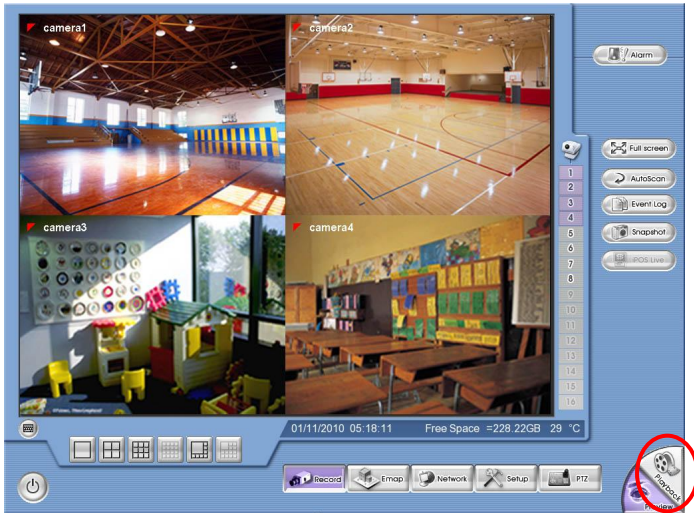 camera1
camera2
Alarm
Full screen
1
AutoScan
2
3
Event Log
4
camera3
camera4
5
Snapshot
6
7
POS Live
8
9
10
11
12
13
14
15
16
01/11/2010 05:18:11 Free Space =228.22GB 29 °C
Record
Emap
Network
Setup
PTZ
Playback
Preview